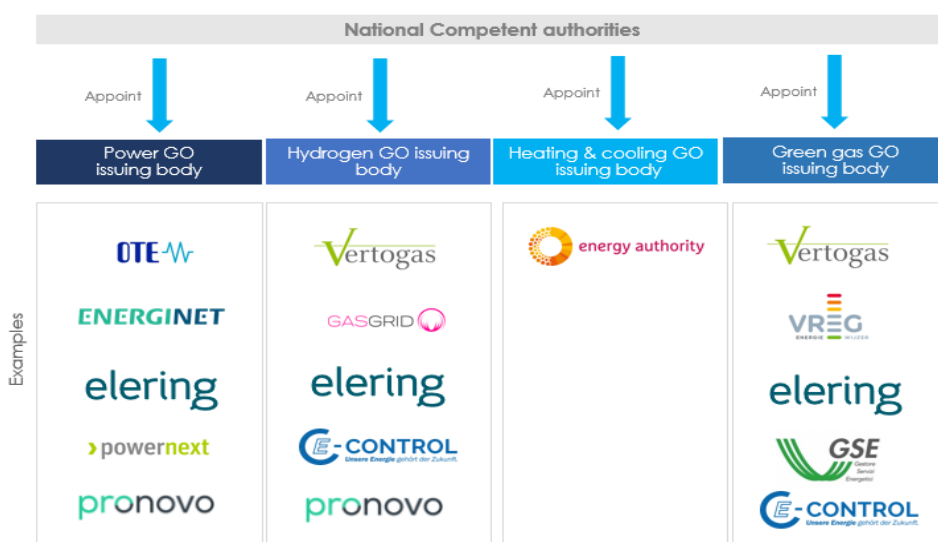 National Competent authorities
Appoint
Appoint
Appoint
Appoint
Power GO
issuing body
Hydrogen GO issuing
body
Heating & cooling GO
issuing body
Green gas GO
issuing body
Examples
OTE
ENERGINET
elering
powernext
pronovo
Vertogas
GASGRID
elering
E-CONTROL
Unsere Energie gehört der Zukunft.
pronovo
energy authority
Vertogas
VREG
ENERGIE WIJZER
elering
GSE
Gestore
Servizi
Energetici
E-CONTROL
Unsere Energie gehört der Zukunft.